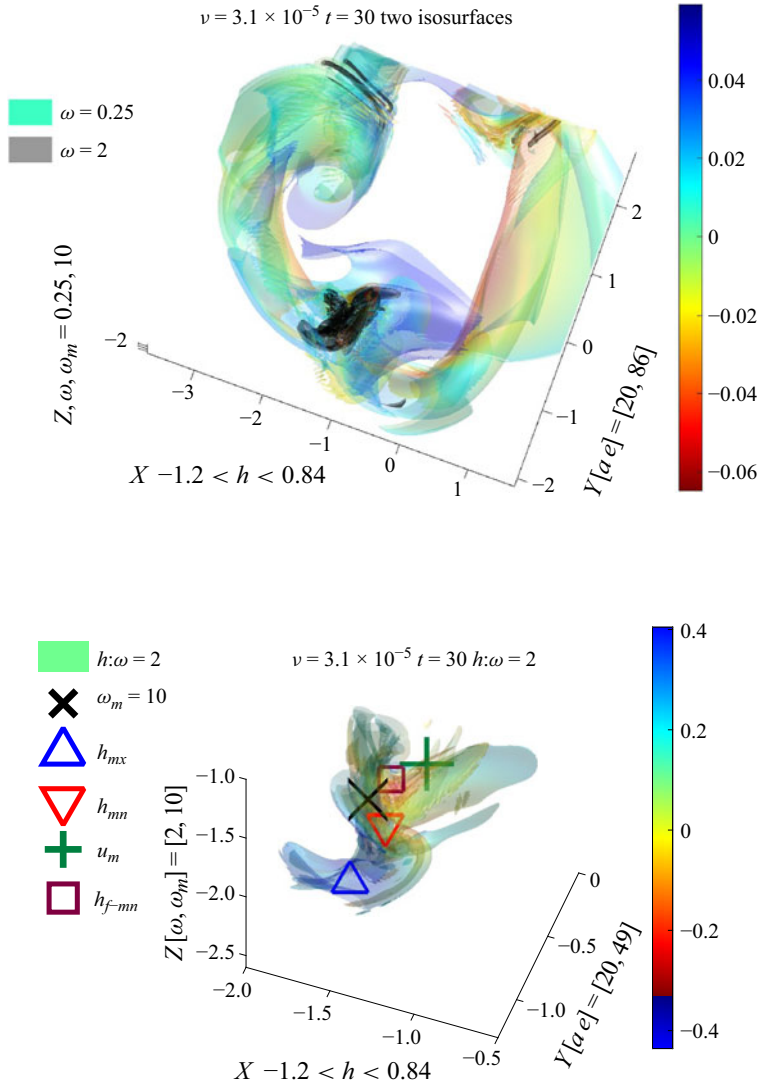 ν = 3.1 × 10⁻⁵ t = 30 two isosurfaces
ω = 0.25
ω = 2
0.04
0.02
0
−0.02
−0.04
−0.06
2
1
0
−1
−2
Y[a e] = [20, 86]
Z, ω, ω_m = 0.25, 10
−2
−3
−2
−1
0
1
X −1.2 < h < 0.84
ν = 3.1 × 10⁻⁵ t = 30 h:ω = 2
h:ω = 2
ω_m = 10
h_mx
h_mn
u_m
h_f−mn
Z [ω, ω_m] = [2, 10]
−1.0
−1.5
−2.0
−2.5
−2.0
−1.5
−1.0
−0.5
X −1.2 < h < 0.84
0
−0.5
−1.0
Y[a e] = [20, 49]
0.4
0.2
0
−0.2
−0.4